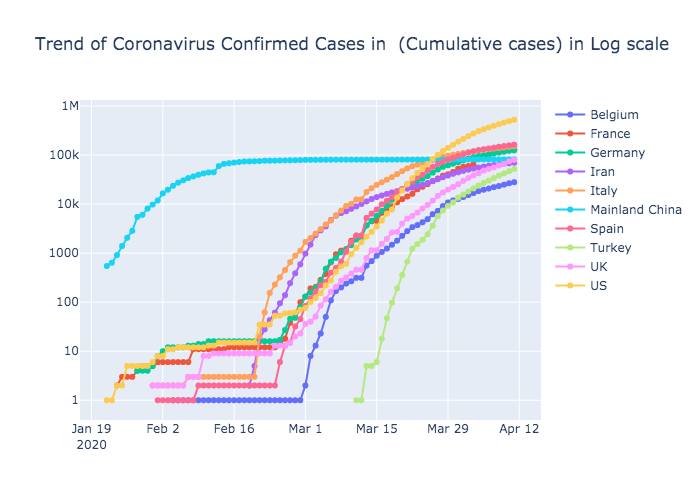 Trend of Coronavirus Confirmed Cases in  (Cumulative cases) in Log scale
1M
100k
10k
1000
100
10
1
Jan 19
2020
Feb 2
Feb 16
Mar 1
Mar 15
Mar 29
Apr 12
Belgium
France
Germany
Iran
Italy
Mainland China
Spain
Turkey
UK
US